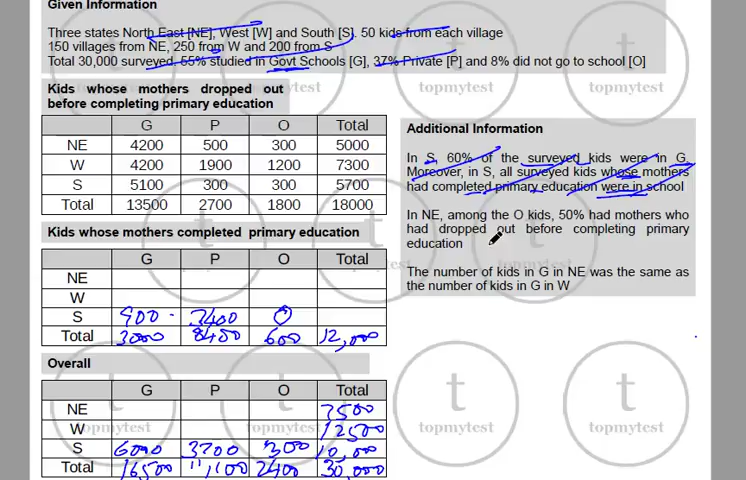 Given Information
Three states North East [NE], West [W] and South [S]. 50 kids from each village
150 villages from NE, 250 from W and 200 from S
Total 30,000 surveyed, 55% studied in Govt Schools [G], 37% Private [P] and 8% did not go to school [O]
Kids whose mothers dropped out
before completing primary education
G P O Total
NE 4200 500 300 5000
W 4200 1900 1200 7300
S 5100 300 300 5700
Total 13500 2700 1800 18000
Kids whose mothers completed primary education
G P O Total
NE
W
S 900 3400 0
Total 3000 8400 600 12,000
Overall
G P O Total
NE 7500
W 12500
S 6000 3700 300 10,000
Total 16500 11,100 2400 30,000
Additional Information
In S, 60% of the surveyed kids were in G.
Moreover, in S, all surveyed kids whose mothers
had completed primary education were in school
In NE, among the O kids, 50% had mothers who
had dropped out before completing primary
education
The number of kids in G in NE was the same as
the number of kids in G in W
t
topmytest
t
topmytest
t
topmytest
t
topmytest
t
topmytest
t
topmytest
t
topmytest
t
topmytest